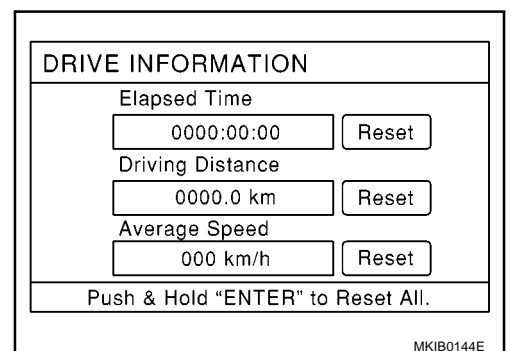 DRIVE INFORMATION
Elapsed Time
0000:00:00 Reset
Driving Distance
0000.0 km Reset
Average Speed
000 km/h Reset
Push & Hold “ENTER” to Reset All.
MKIB0144E